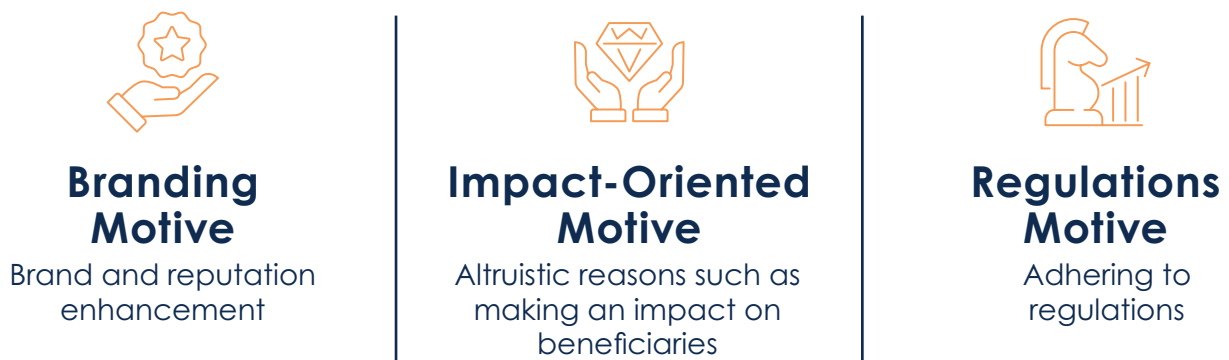 Branding
Motive
Brand and reputation
enhancement
Impact-Oriented
Motive
Altruistic reasons such as
making an impact on
beneficiaries
Regulations
Motive
Adhering to
regulations